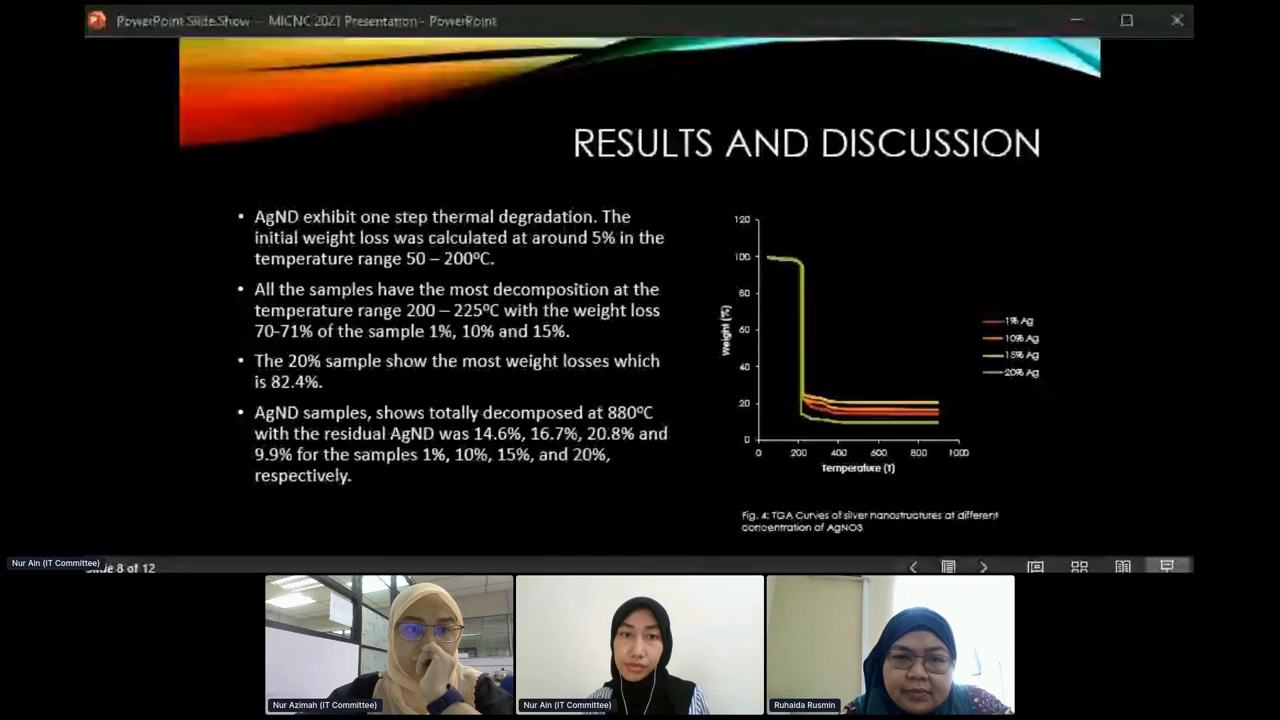 PowerPoint Slide Show - MICNC 2021 Presentation - PowerPoint
RESULTS AND DISCUSSION
• AgND exhibit one step thermal degradation. The
initial weight loss was calculated at around 5% in the
temperature range 50 – 200ºC.
• All the samples have the most decomposition at the
temperature range 200 – 225ºC with the weight loss
70-71% of the sample 1%, 10% and 15%.
• The 20% sample show the most weight losses which
is 82.4%.
• AgND samples, shows totally decomposed at 880ºC
with the residual AgND was 14.6%, 16.7%, 20.8% and
9.9% for the samples 1%, 10%, 15%, and 20%,
respectively.
120
100
80
60
40
20
0
Weight (%)
0 200 400 600 800 1000
Temperature (T)
1% Ag
10% Ag
15% Ag
20% Ag
Fig. 4: TGA Curves of silver nanostructures at different
concentration of AgNO3
Nur Ain (IT Committee)
Slide 8 of 12
Nur Azimah (IT Committee)
Nur Ain (IT Committee)
Ruhaida Rusmin